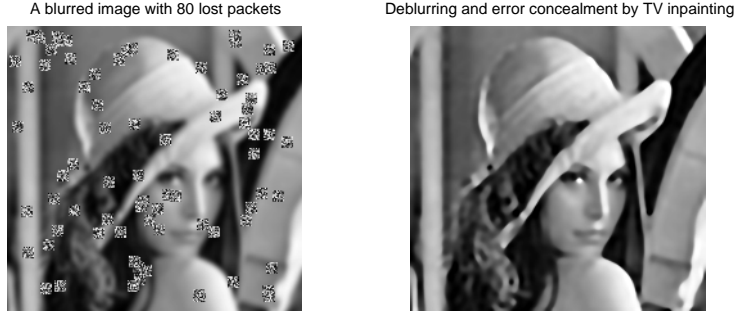 A blurred image with 80 lost packets
Deblurring and error concealment by TV inpainting